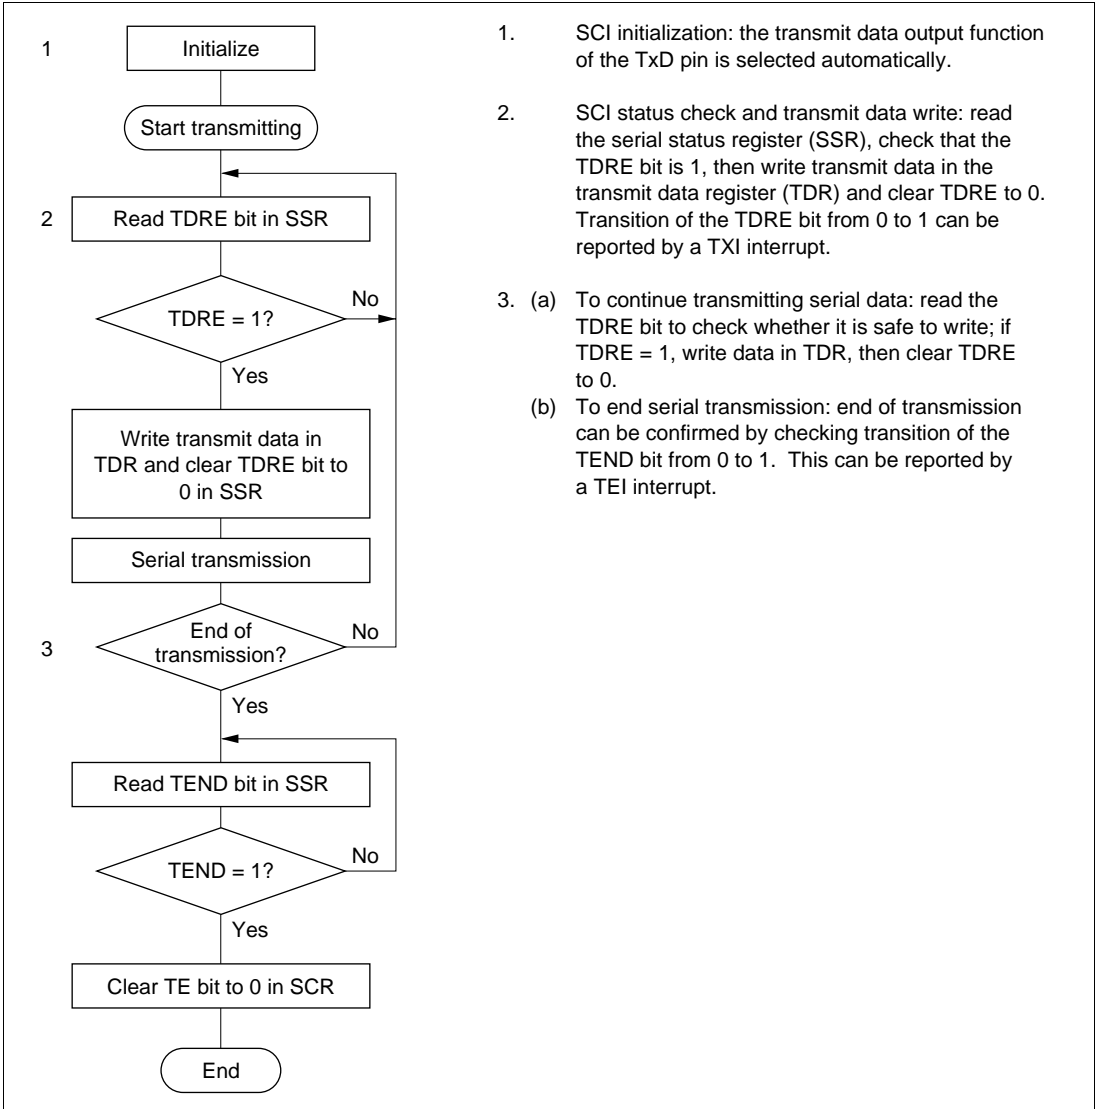 1
Initialize
Start transmitting
2
Read TDRE bit in SSR
TDRE = 1?
No
Yes
Write transmit data in
TDR and clear TDRE bit to
0 in SSR
Serial transmission
3
End of
transmission?
No
Yes
Read TEND bit in SSR
TEND = 1?
No
Yes
Clear TE bit to 0 in SCR
End
1. SCI initialization: the transmit data output function
of the TxD pin is selected automatically.
2. SCI status check and transmit data write: read
the serial status register (SSR), check that the
TDRE bit is 1, then write transmit data in the
transmit data register (TDR) and clear TDRE to 0.
Transition of the TDRE bit from 0 to 1 can be
reported by a TXI interrupt.
3. (a) To continue transmitting serial data: read the
TDRE bit to check whether it is safe to write; if
TDRE = 1, write data in TDR, then clear TDRE
to 0.
(b) To end serial transmission: end of transmission
can be confirmed by checking transition of the
TEND bit from 0 to 1. This can be reported by
a TEI interrupt.